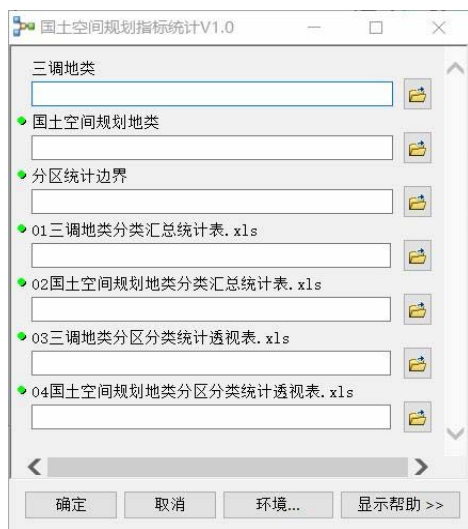 国土空间规划指标统计V1.0
三调地类
国土空间规划地类
分区统计边界
01三调地类分类汇总统计表.xls
02国土空间规划地类分类汇总统计表.xls
03三调地类分区分类统计透视表.xls
04国土空间规划地类分区分类统计透视表.xls
确定 取消 环境... 显示帮助 >>